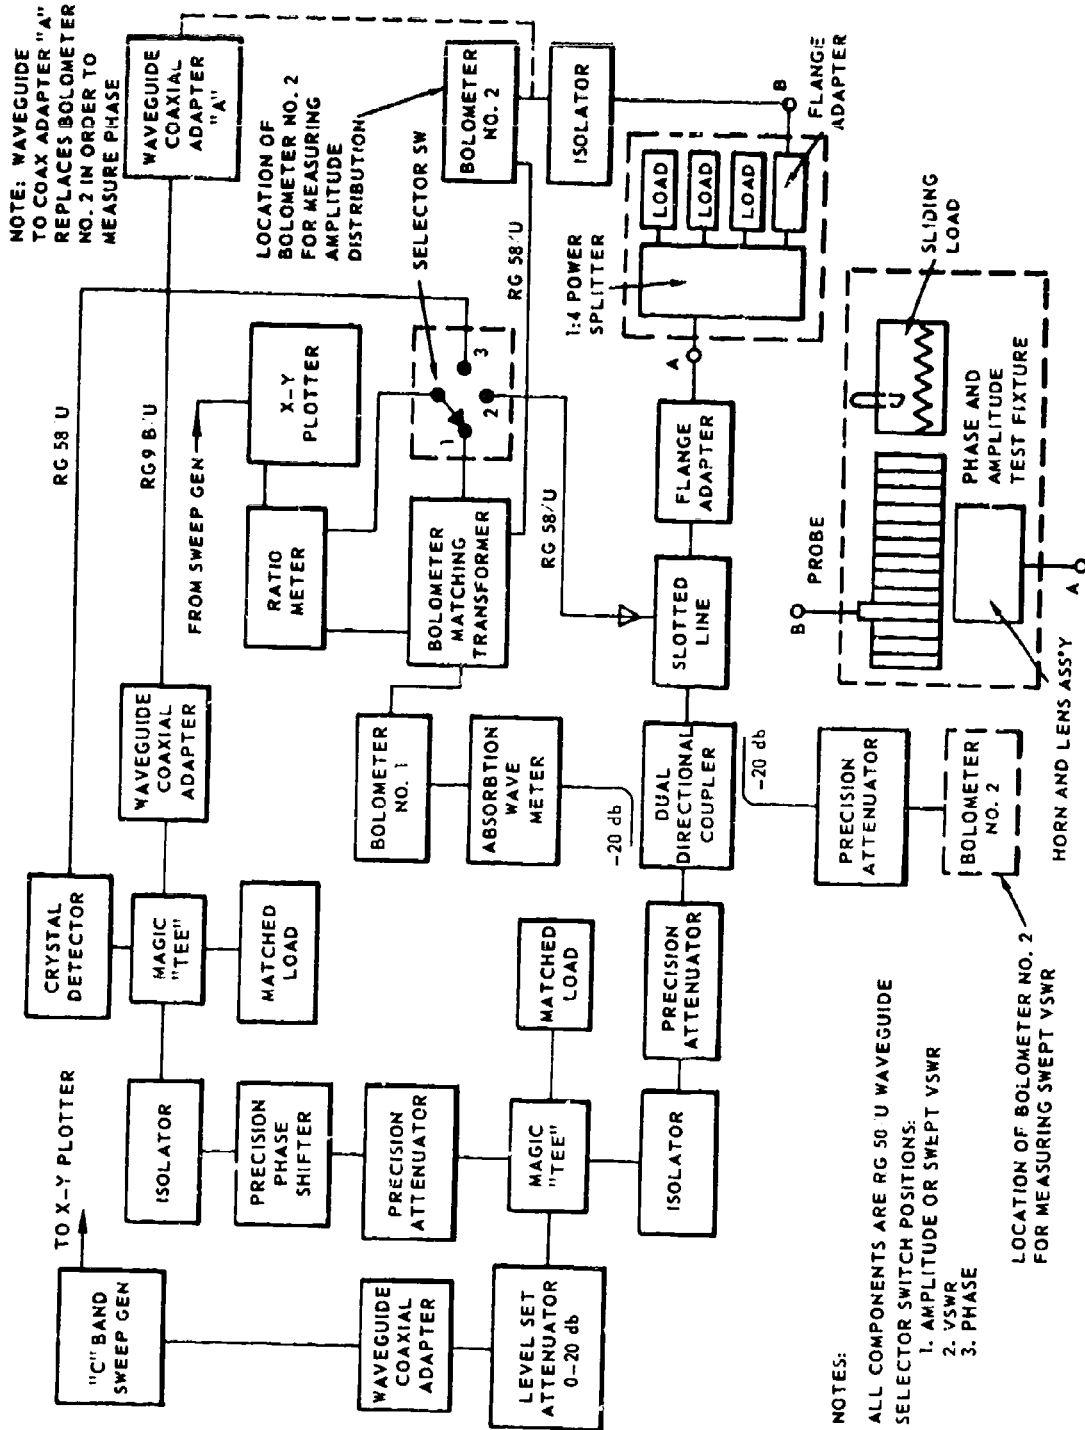 NOTE: WAVEGUIDE
TO COAX ADAPTER "A"
REPLACES BOLOMETER
NO. 2 IN ORDER TO
MEASURE PHASE
WAVEGUIDE
COAXIAL
ADAPTER
"A"
LOCATION OF
BOLOMETER NO. 2
FOR MEASURING
AMPLITUDE
DISTRIBUTION
BOLOMETER
NO. 2
ISOLATOR
B
FLANGE
ADAPTER
SELECTOR SW
RG 58/U
LOAD
LOAD
LOAD
1:4 POWER
SPLITTER
A
RG 58 U
RG9 B/U
FROM SWEEP GEN
X-Y
PLOTTER
RATIO
METER
1
2
3
BOLOMETER
MATCHING
TRANSFORMER
RG 58/U
FLANGE
ADAPTER
SLOTTED
LINE
SLIDING
LOAD
PHASE AND
AMPLITUDE
TEST FIXTURE
PROBE
B
A
HORN AND LENS ASS'Y
WAVEGUIDE
COAXIAL
ADAPTER
BOLOMETER
NO. 1
ABSORBTION
WAVE
METER
-20 db
DUAL
DIRECTIONAL
COUPLER
-20 db
PRECISION
ATTENUATOR
BOLOMETER
NO. 2
LOCATION OF BOLOMETER NO. 2
FOR MEASURING SWEPT VSWR
CRYSTAL
DETECTOR
MAGIC
"TEE"
MATCHED
LOAD
MATCHED
LOAD
PRECISION
ATTENUATOR
TO X-Y PLOTTER
ISOLATOR
PRECISION
PHASE
SHIFTER
PRECISION
ATTENUATOR
MAGIC
"TEE"
ISOLATOR
"C" BAND
SWEEP GEN
WAVEGUIDE
COAXIAL
ADAPTER
LEVEL SET
ATTENUATOR
0-20 db
NOTES:
ALL COMPONENTS ARE RG 50/U WAVEGUIDE
SELECTOR SWITCH POSITIONS:
1. AMPLITUDE OR SWEPT VSWR
2. VSWR
3. PHASE